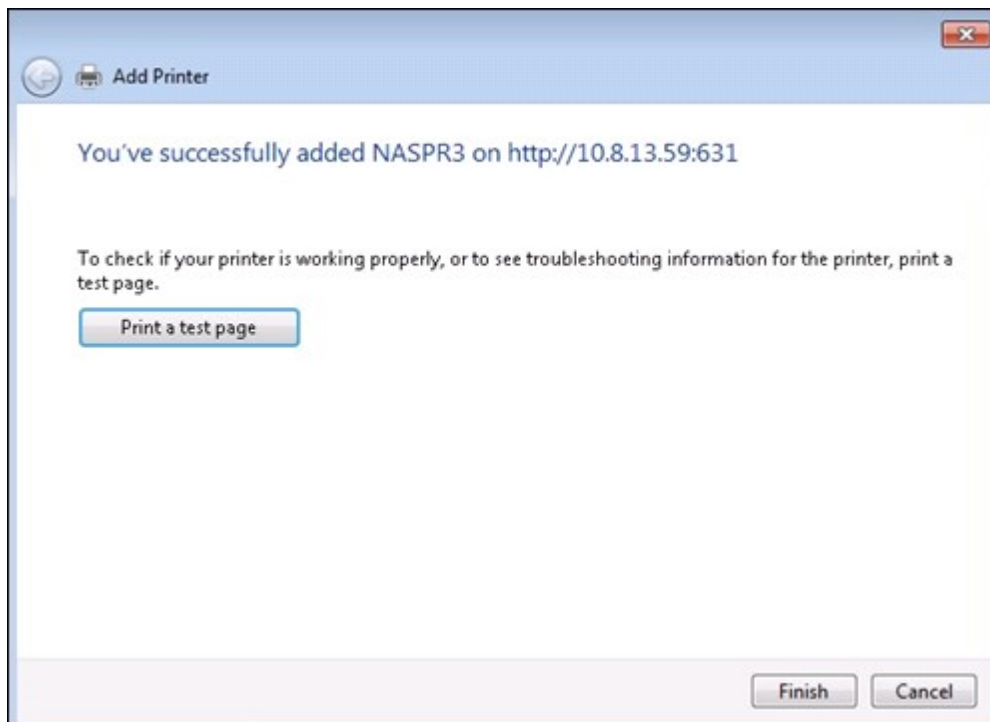 Add Printer
You've successfully added NASPR3 on http://10.8.13.59:631
To check if your printer is working properly, or to see troubleshooting information for the printer, print a
test page.
Print a test page
Finish
Cancel